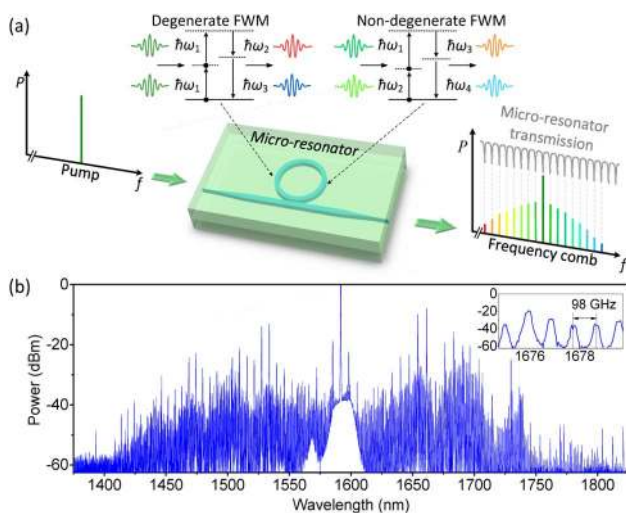 (a)
Degenerate FWM
Non-degenerate FWM
ħω₁ ħω₂
ħω₁ ħω₃
ħω₁ ħω₃
ħω₂ ħω₄
P
Pump
f
Micro-resonator
Micro-resonator
transmission
P
Frequency comb
f
(b)
Power (dBm)
0
-20
-40
-60
1400 1450 1500 1550 1600 1650 1700 1750 1800
Wavelength (nm)
0
-20
-40
-60
98 GHz
1676 1678